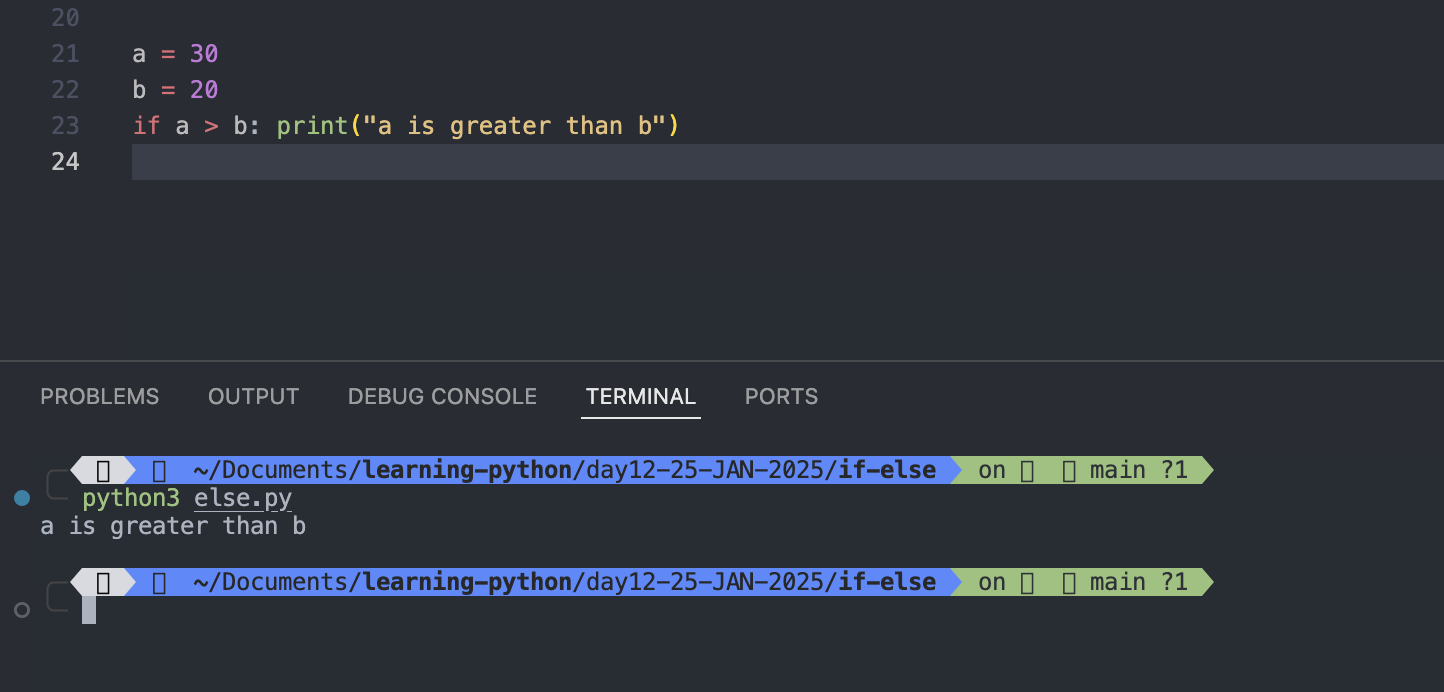 20
21 a = 30
22 b = 20
23 if a > b: print("a is greater than b")
24
PROBLEMS OUTPUT DEBUG CONSOLE TERMINAL PORTS
~/Documents/learning-python/day12-25-JAN-2025/if-else on main ?1
python3 else.py
a is greater than b
~/Documents/learning-python/day12-25-JAN-2025/if-else on main ?1